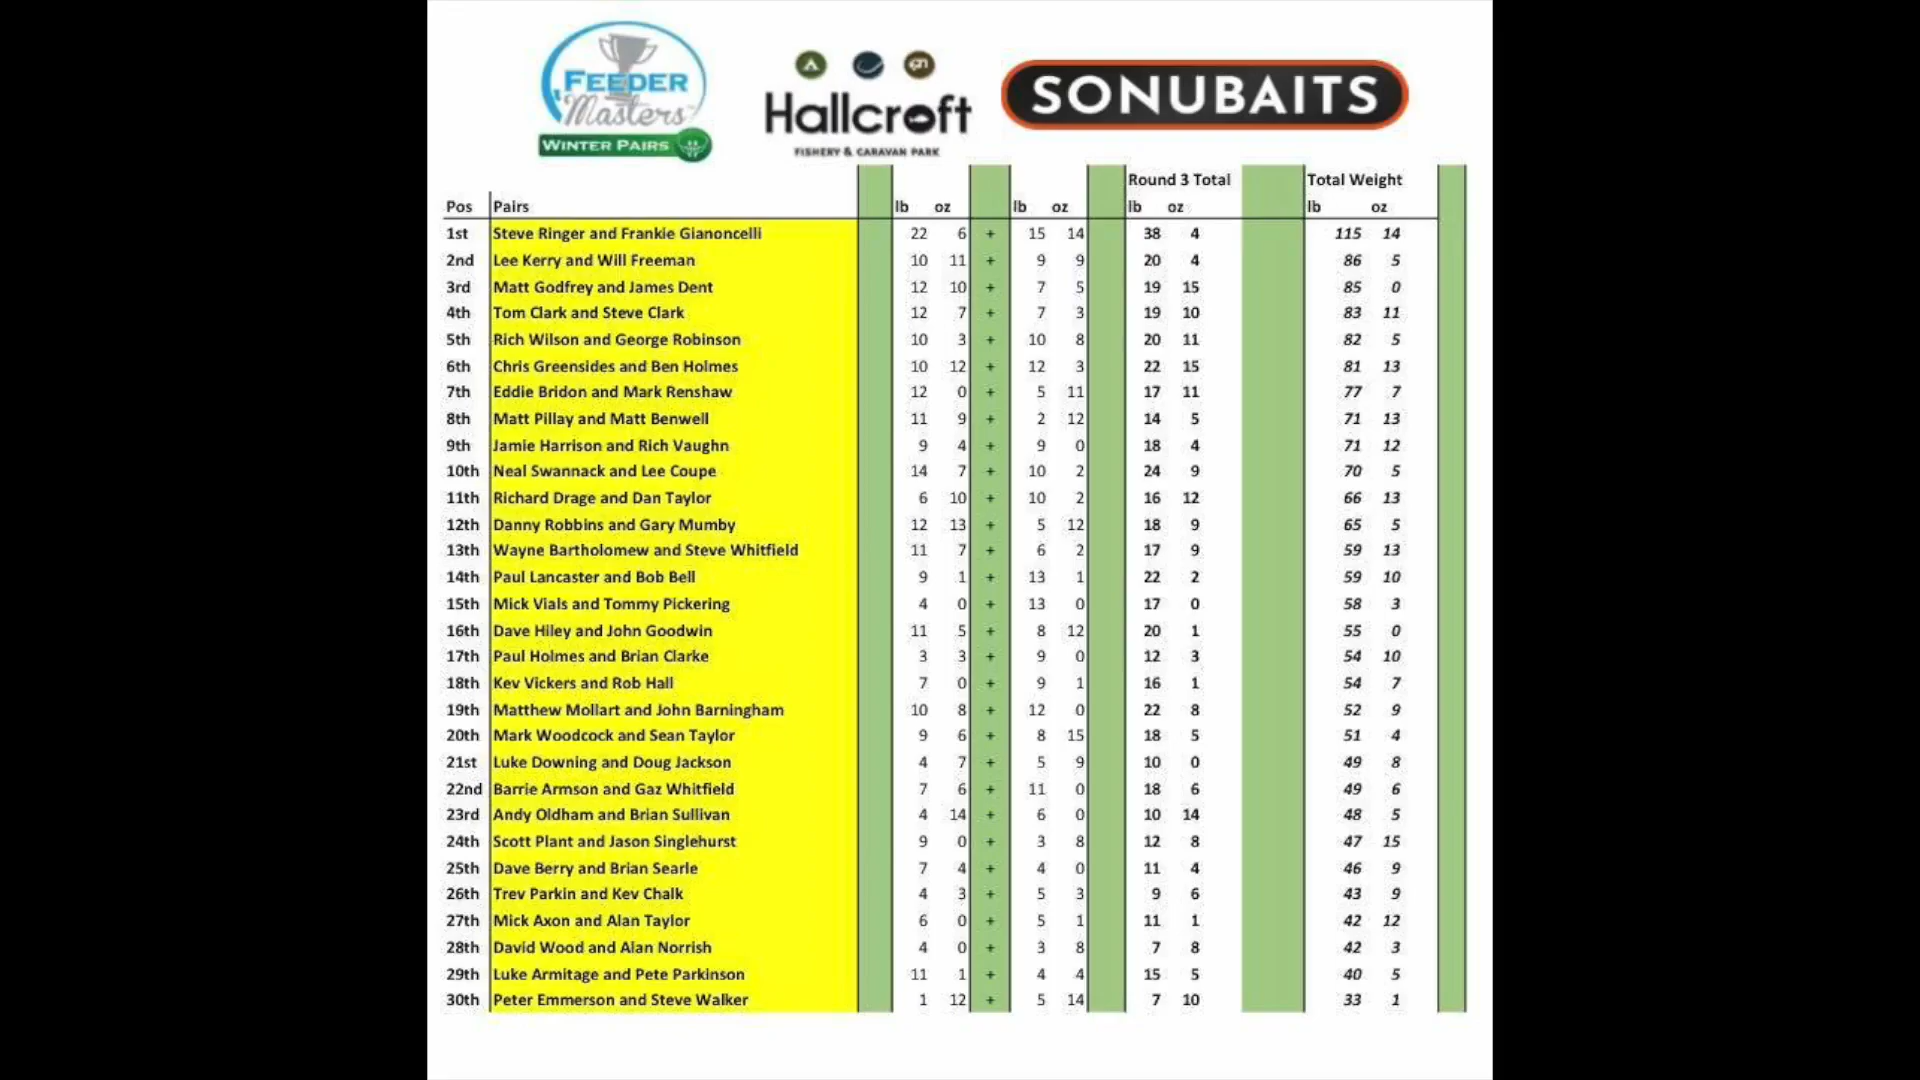 FEEDER
Masters
WINTER PAIRS
Hallcroft
FISHERY & CARAVAN PARK
SONUBAITS
Round 3 Total Total Weight
Pos Pairs lb oz lb oz lb oz lb oz
1st Steve Ringer and Frankie Gianoncelli 22 6 + 15 14 38 4 115 14
2nd Lee Kerry and Will Freeman 10 11 + 9 9 20 4 86 5
3rd Matt Godfrey and James Dent 12 10 + 7 5 19 15 85 0
4th Tom Clark and Steve Clark 12 7 + 7 3 19 10 83 11
5th Rich Wilson and George Robinson 10 3 + 10 8 20 11 82 5
6th Chris Greensides and Ben Holmes 10 12 + 12 3 22 15 81 13
7th Eddie Bridon and Mark Renshaw 12 0 + 5 11 17 11 77 7
8th Matt Pillay and Matt Benwell 11 9 + 2 12 14 5 71 13
9th Jamie Harrison and Rich Vaughn 9 4 + 9 0 18 4 71 12
10th Neal Swannack and Lee Coupe 14 7 + 10 2 24 9 70 5
11th Richard Drage and Dan Taylor 6 10 + 10 2 16 12 66 13
12th Danny Robbins and Gary Mumby 12 13 + 5 12 18 9 65 5
13th Wayne Bartholomew and Steve Whitfield 11 7 + 6 2 17 9 59 13
14th Paul Lancaster and Bob Bell 9 1 + 13 1 22 2 59 10
15th Mick Vials and Tommy Pickering 4 0 + 13 0 17 0 58 3
16th Dave Hiley and John Goodwin 11 5 + 8 12 20 1 55 0
17th Paul Holmes and Brian Clarke 3 3 + 9 0 12 3 54 10
18th Kev Vickers and Rob Hall 7 0 + 9 1 16 1 54 7
19th Matthew Mollart and John Barningham 10 8 + 12 0 22 8 52 9
20th Mark Woodcock and Sean Taylor 9 6 + 8 15 18 5 51 4
21st Luke Downing and Doug Jackson 4 7 + 5 9 10 0 49 8
22nd Barrie Armson and Gaz Whitfield 7 6 + 11 0 18 6 49 6
23rd Andy Oldham and Brian Sullivan 4 14 + 6 0 10 14 48 5
24th Scott Plant and Jason Singlehurst 9 0 + 3 8 12 8 47 15
25th Dave Berry and Brian Searle 7 4 + 4 0 11 4 46 9
26th Trev Parkin and Kev Chalk 4 3 + 5 3 9 6 43 9
27th Mick Axon and Alan Taylor 6 0 + 5 1 11 1 42 12
28th David Wood and Alan Norrish 4 0 + 3 8 7 8 42 3
29th Luke Armitage and Pete Parkinson 11 1 + 4 4 15 5 40 5
30th Peter Emmerson and Steve Walker 1 12 + 5 14 7 10 33 1